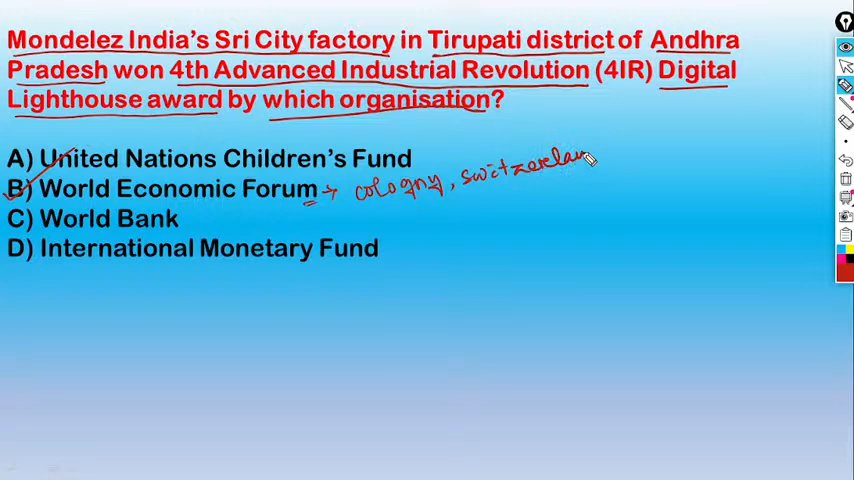 Mondelez India's Sri City factory in Tirupati district of Andhra
Pradesh won 4th Advanced Industrial Revolution (4IR) Digital
Lighthouse award by which organisation?
A) United Nations Children's Fund
B) World Economic Forum → cologny, switzerlan
C) World Bank
D) International Monetary Fund